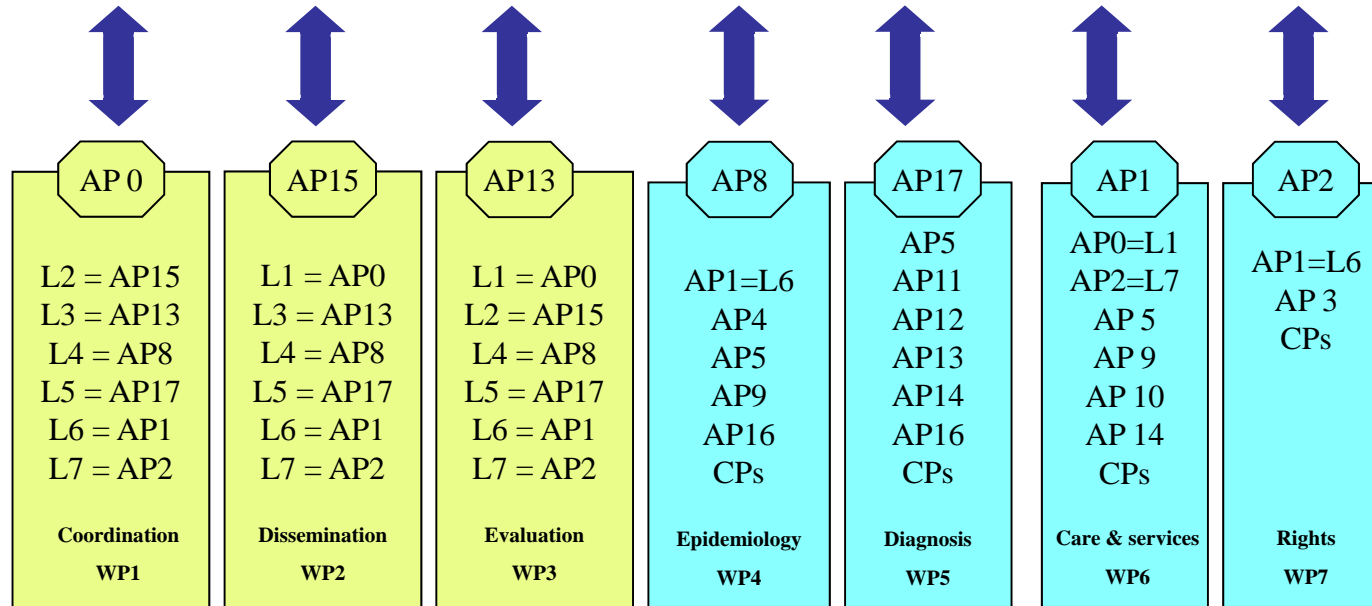 AP 0
L2 = AP15
L3 = AP13
L4 = AP8
L5 = AP17
L6 = AP1
L7 = AP2
Coordination
WP1
AP15
L1 = AP0
L3 = AP13
L4 = AP8
L5 = AP17
L6 = AP1
L7 = AP2
Dissemination
WP2
AP13
L1 = AP0
L2 = AP15
L4 = AP8
L5 = AP17
L6 = AP1
L7 = AP2
Evaluation
WP3
AP8
AP1=L6
AP4
AP5
AP9
AP16
CPs
Epidemiology
WP4
AP17
AP5
AP11
AP12
AP13
AP14
AP16
CPs
Diagnosis
WP5
AP1
AP0=L1
AP2=L7
AP 5
AP 9
AP 10
AP 14
CPs
Care & services
WP6
AP2
AP1=L6
AP 3
CPs
Rights
WP7